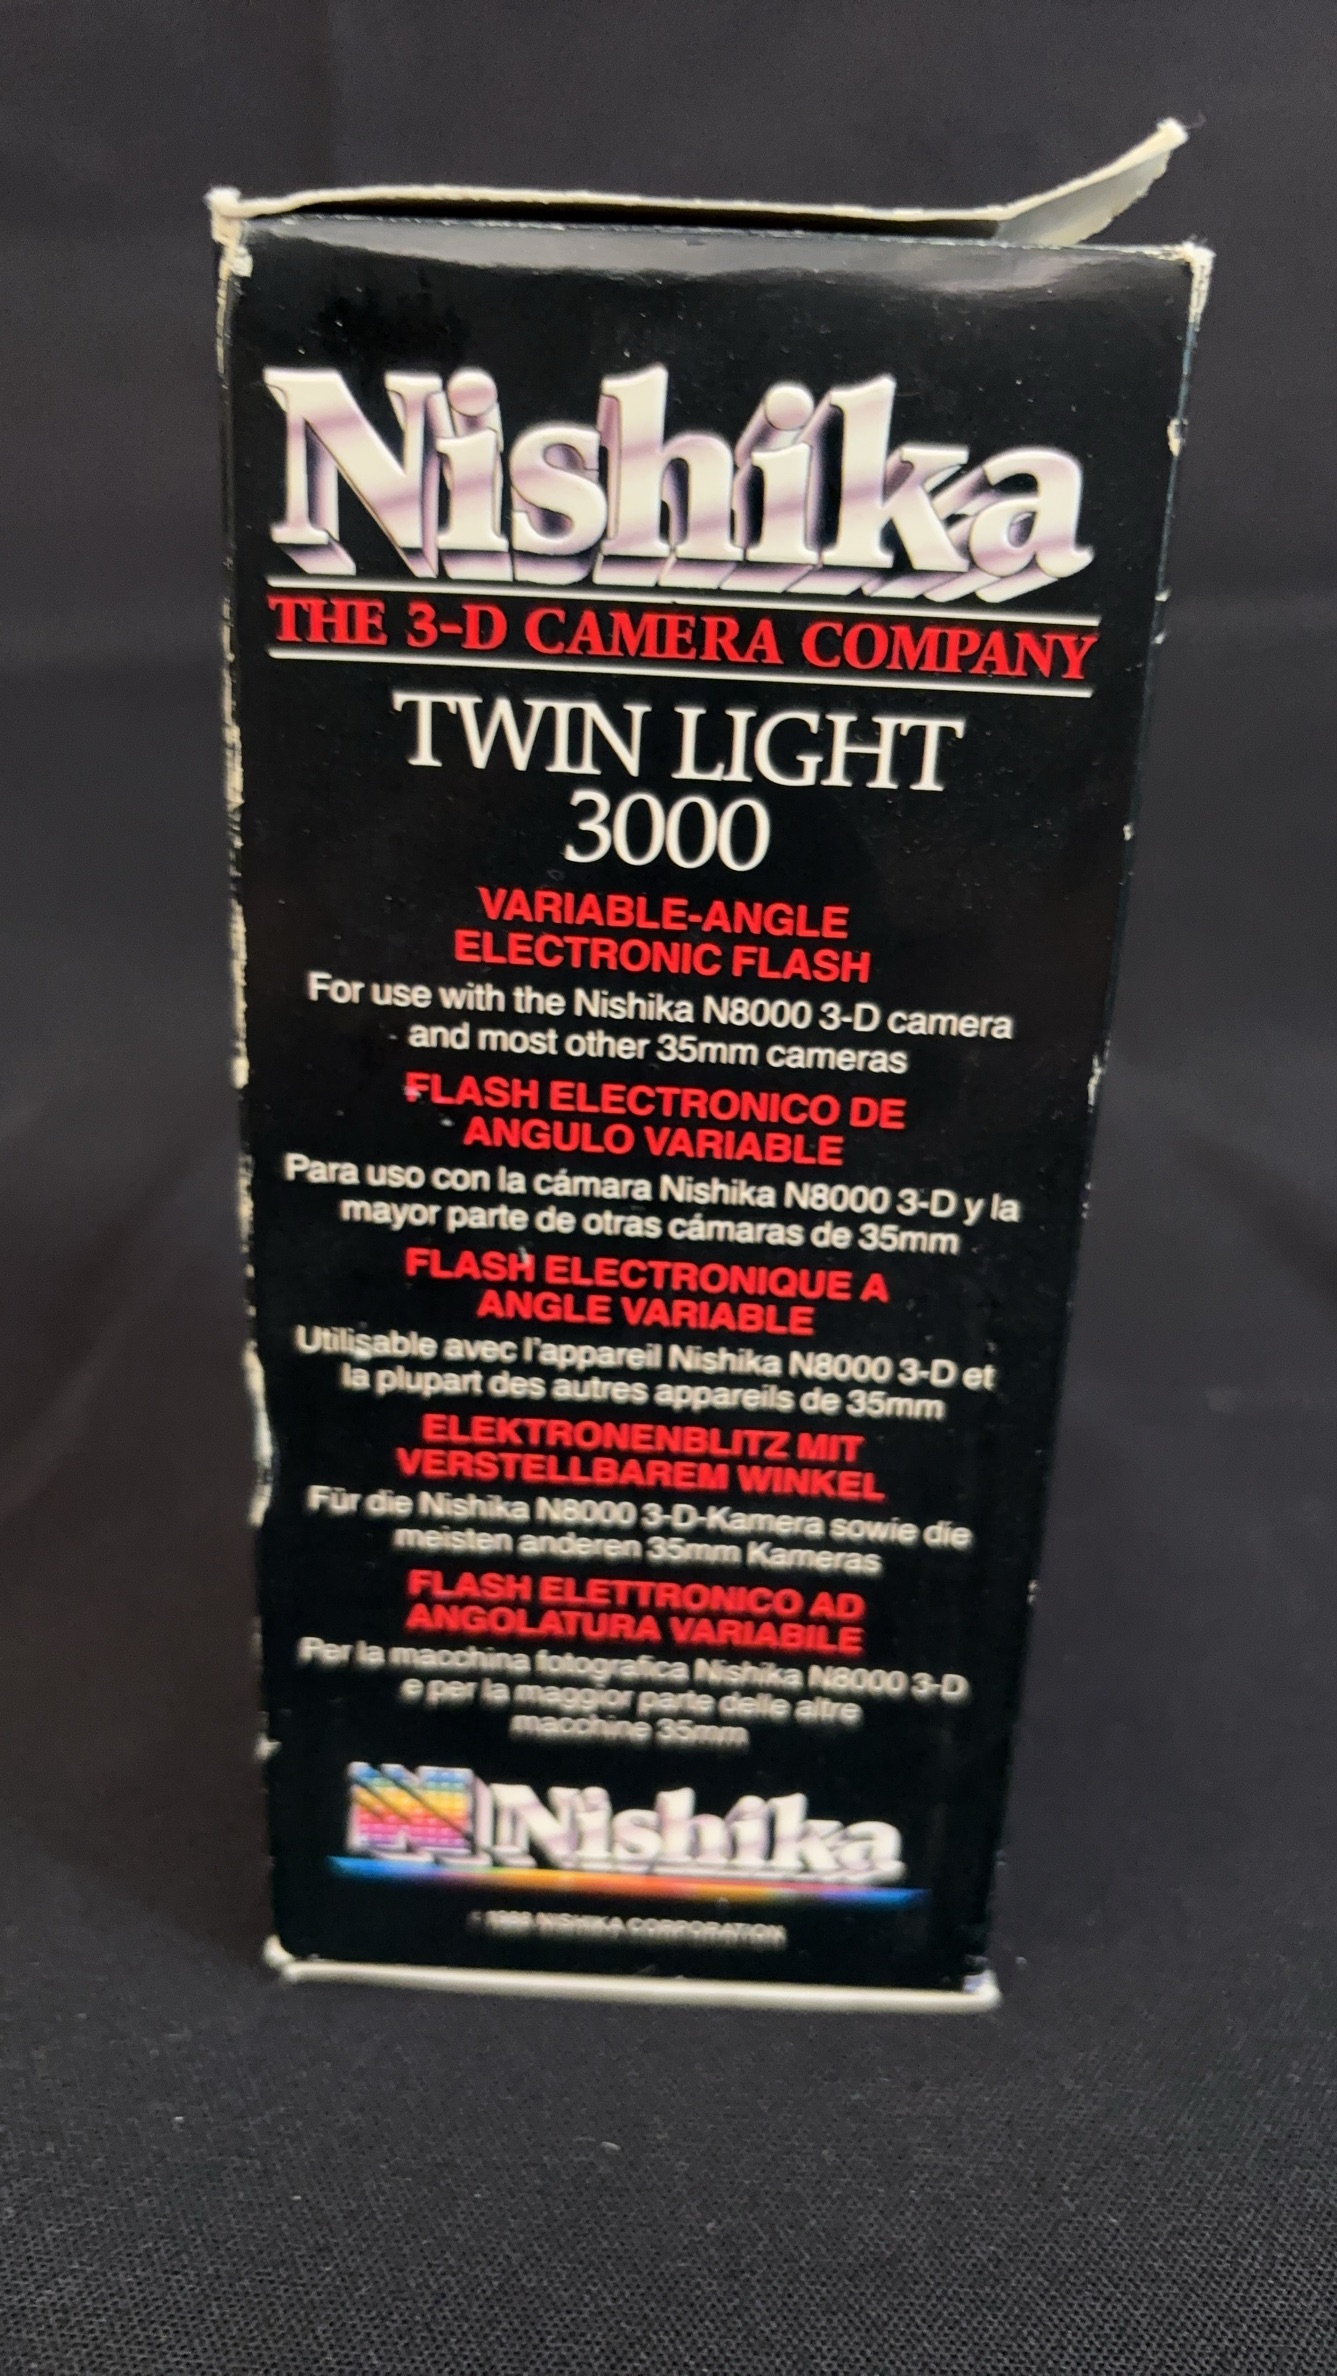 Nishika
THE 3-D CAMERA COMPANY
TWIN LIGHT
3000
VARIABLE-ANGLE
ELECTRONIC FLASH
For use with the Nishika N8000 3-D camera
and most other 35mm cameras
FLASH ELECTRONICO DE
ANGULO VARIABLE
Para uso con la cámara Nishika N8000 3-D y la
mayor parte de otras cámaras de 35mm
FLASH ELECTRONIQUE A
ANGLE VARIABLE
Utilisable avec l'appareil Nishika N8000 3-D et
la plupart des autres appareils de 35mm
ELEKTRONENBLITZ MIT
VERSTELLBAREM WINKEL
Für die Nishika N8000 3-D-Kamera sowie die
meisten anderen 35mm Kameras
FLASH ELETTRONICO AD
ANGOLATURA VARIABILE
Per la macchina fotografica Nishika N8000 3-D
e per la maggior parte delle altre
macchine 35mm
N Nishika
NISHIKA CORPORATION